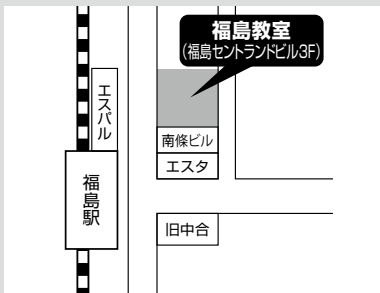 福島教室
(福島セントランドビル3F)
エスパル
南條ビル
エスタ
福島駅
旧中合